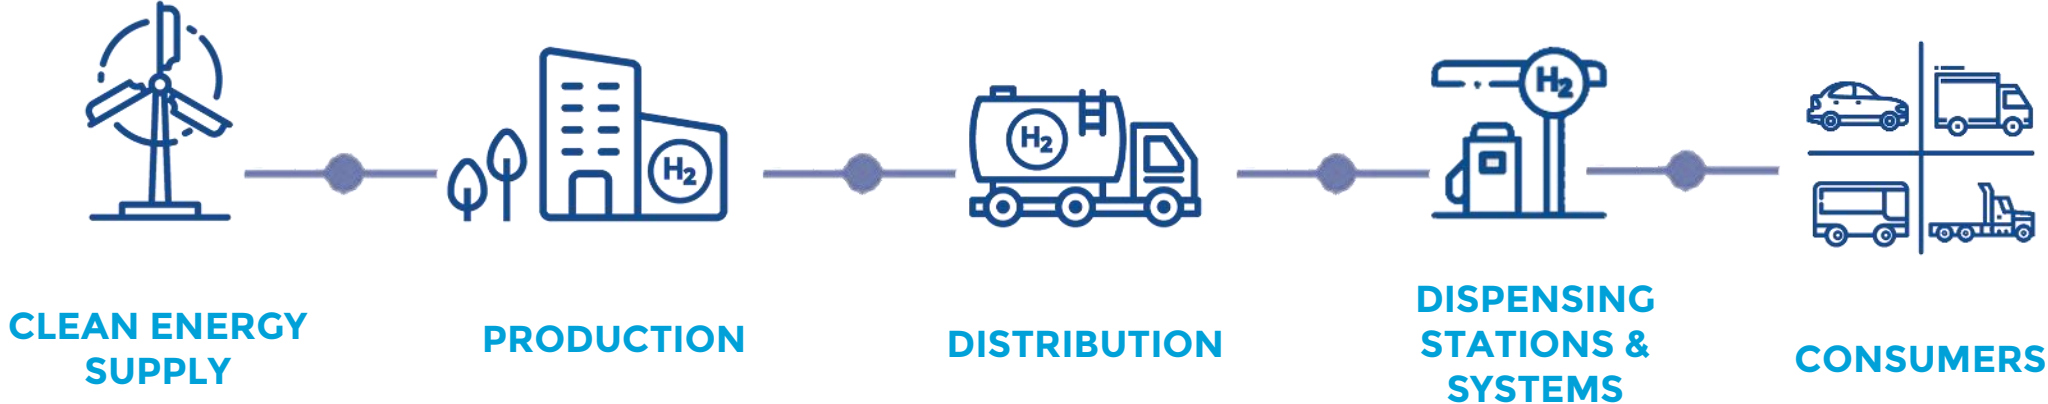 H2
H2
H2
CLEAN ENERGY
SUPPLY
PRODUCTION
DISTRIBUTION
DISPENSING
STATIONS &
SYSTEMS
CONSUMERS